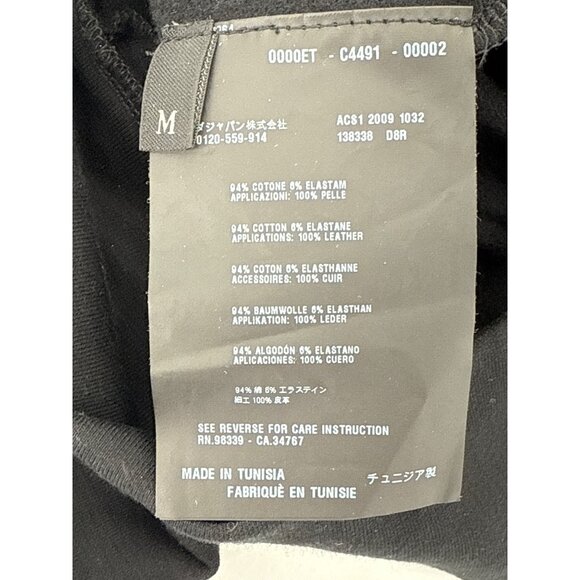 0000ET - C4491 - 00002
M
ダジャパン株式会社 ACS1 2009 1032
0120-559-914 138338 D8R
94% COTONE 6% ELASTAM
APPLICAZIONI: 100% PELLE
94% COTTON 6% ELASTANE
APPLICATIONS: 100% LEATHER
94% COTON 6% ELASTHANNE
ACCESSOIRES: 100% CUIR
94% BAUMWOLLE 6% ELASTHAN
APPLIKATION: 100% LEDER
94% ALGODÓN 6% ELASTANO
APLICACIONES: 100% CUERO
94% 綿 6% エラステイン
細工 100% 皮革
SEE REVERSE FOR CARE INSTRUCTION
RN.98339 - CA.34767
MADE IN TUNISIA チュニジア製
FABRIQUÈ EN TUNISIE